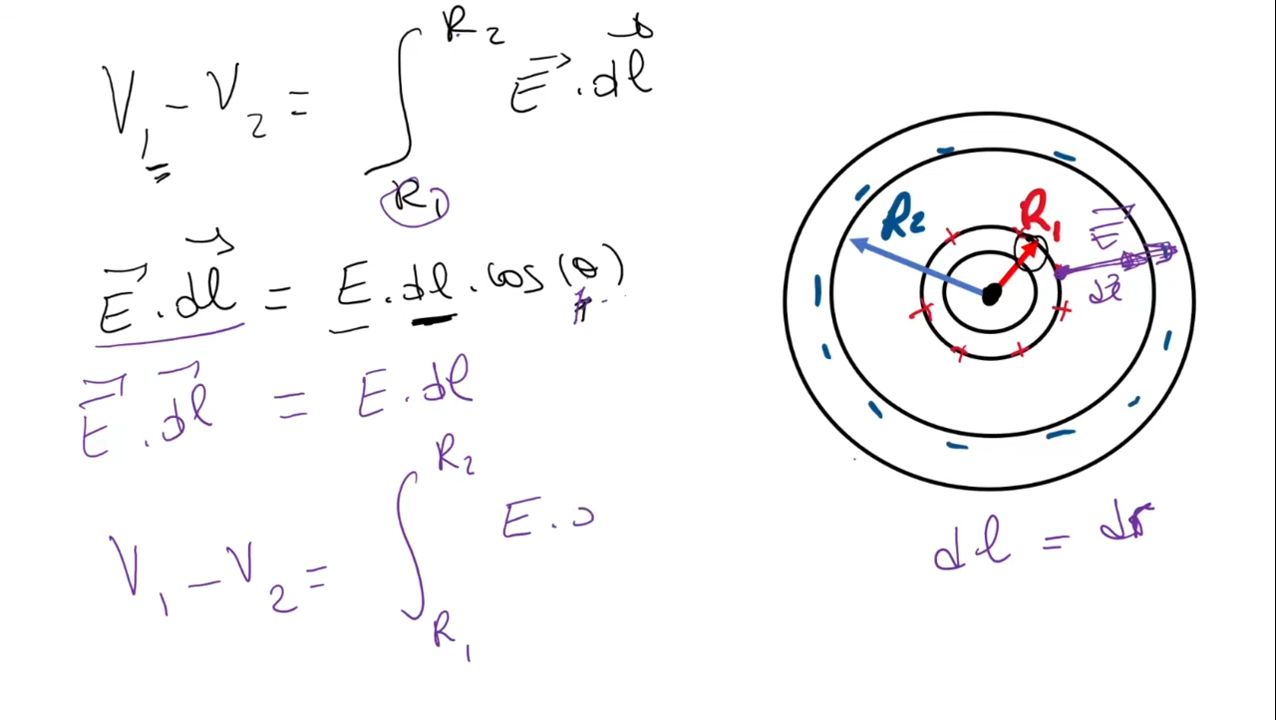 V₁ - V₂ = ∫_{R₁}^{R₂} E⃗ . dl⃗
E⃗ . dl⃗ = E . dl . cos (θ)
E⃗ . dl⃗ = E . dl
V₁ - V₂ = ∫_{R₁}^{R₂} E .
R₂
R₁
E⃗
dl⃗
dl = dr